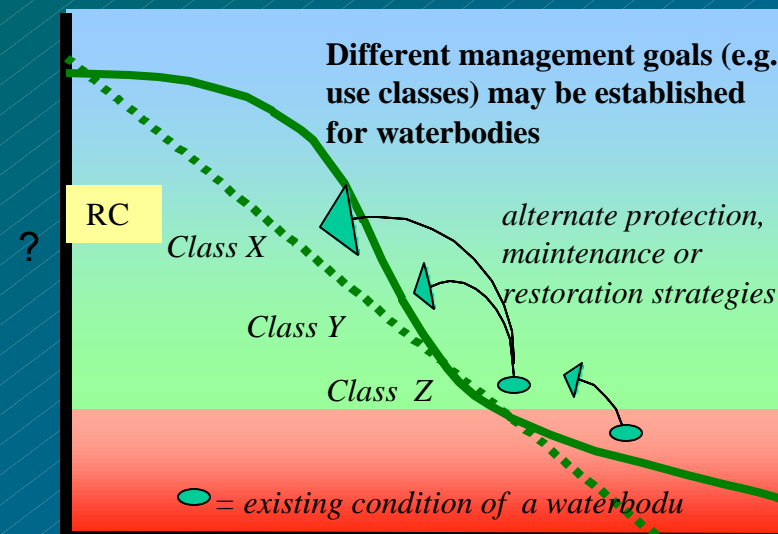 Different management goals (e.g.
use classes) may be established
for waterbodies
RC
?
Class X
alternate protection,
maintenance or
restoration strategies
Class Y
Class Z
= existing condition of a waterbodu